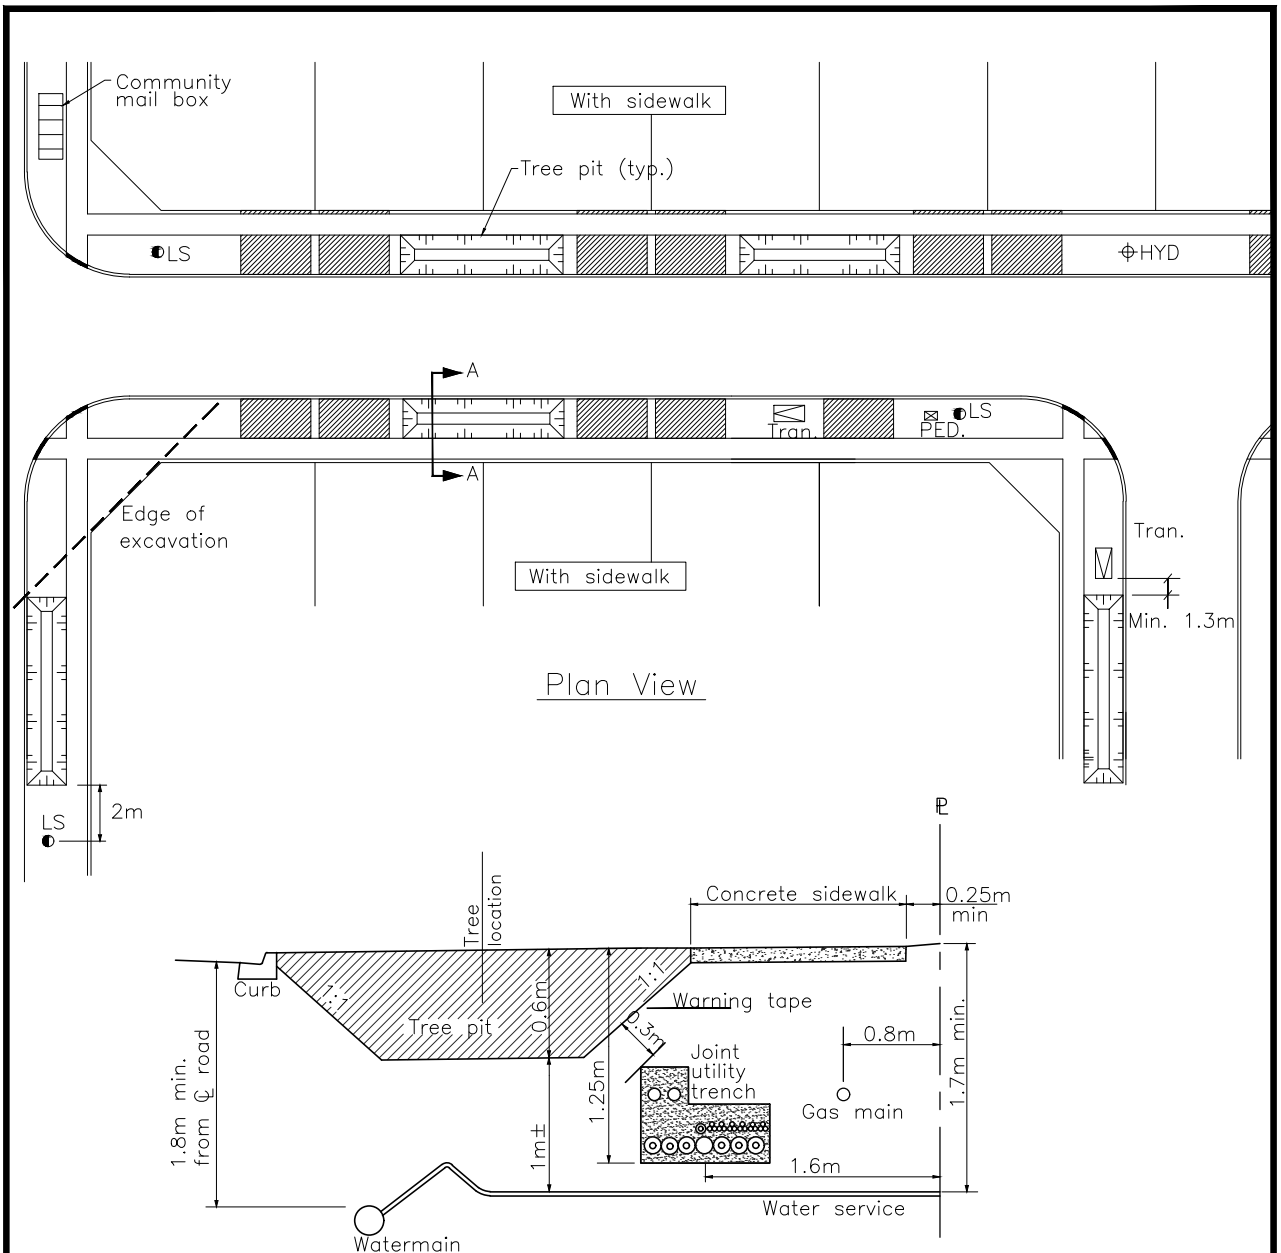 Community
mail box
With sidewalk
Tree pit (typ.)
LS
HYD
A
LS
Tran.
PED.
A
Edge of
excavation
Tran.
With sidewalk
Min. 1.3m
Plan View
2m
LS
PL
Concrete sidewalk
0.25m
min
Tree
location
Curb
1:1
Tree pit
0.6m
1:1
Warning tape
0.3m
0.8m
1.7m min.
Joint
utility
trench
Gas main
1.25m
1.8m min.
from CL road
1m±
1.6m
Water service
Watermain